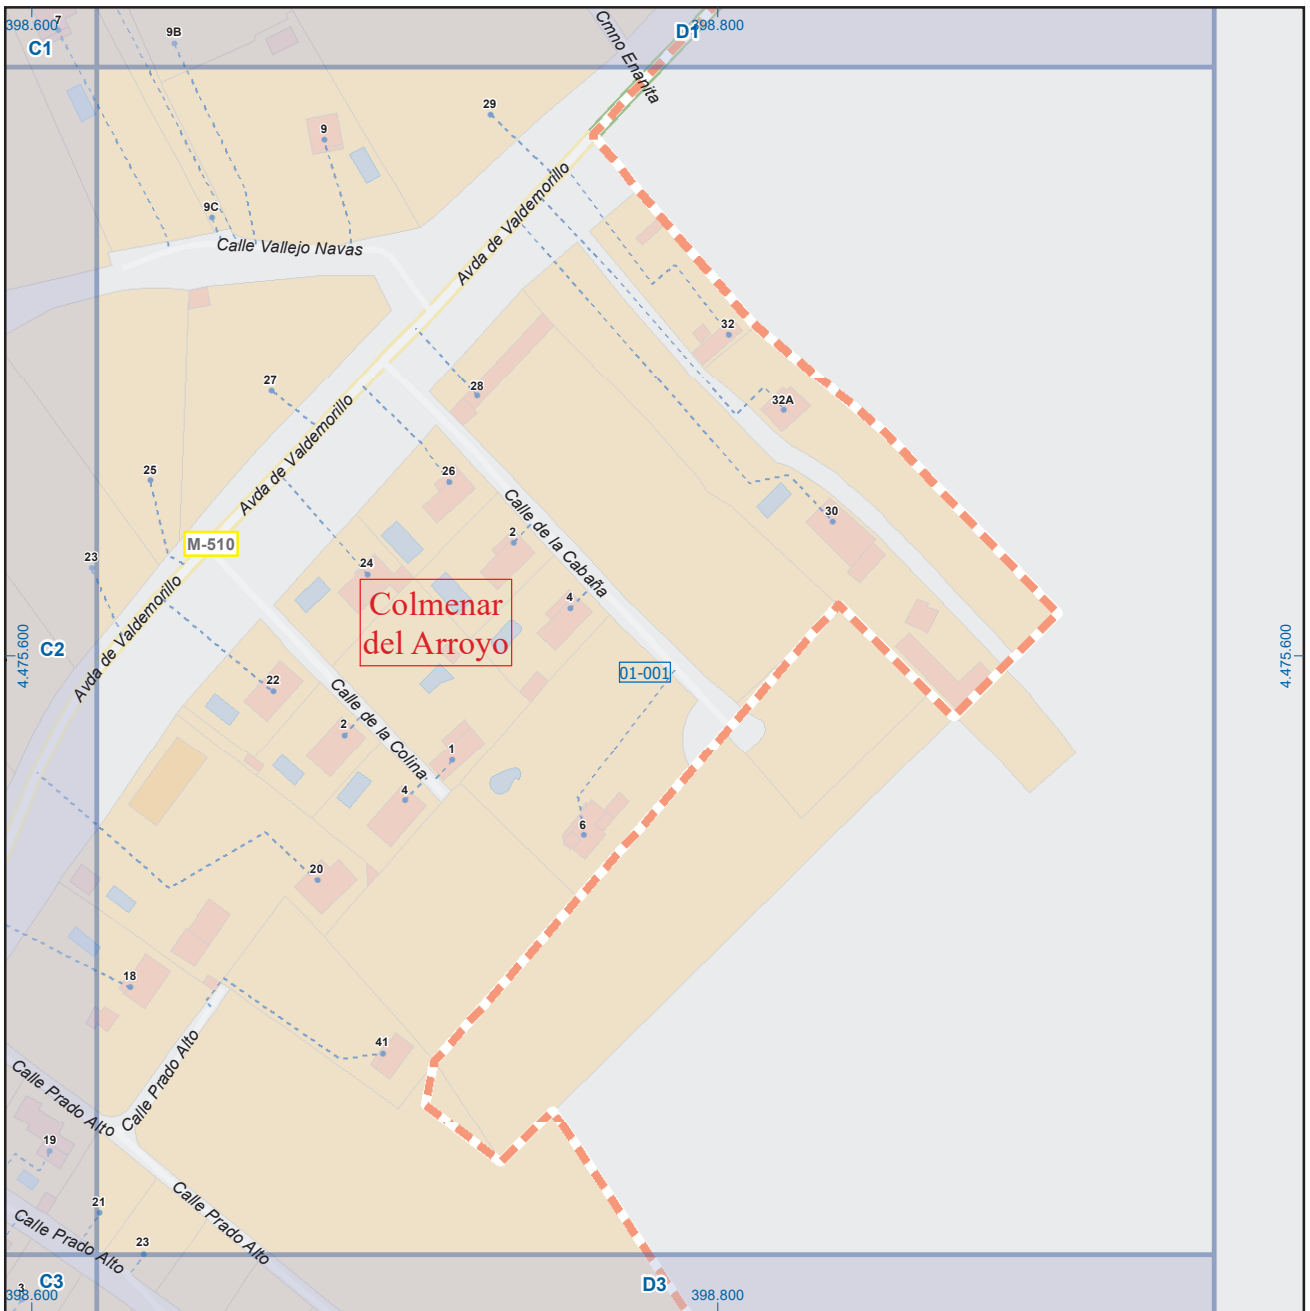 398.600
7
9B
Cmno Enanita
D1
398.800
C1
29
9
9C
Calle Vallejo Navas
Avda de Valdemorillo
32
27
28
32A
Avda de Valdemorillo
25
26
Calle de la Cabaña
30
M-510
2
23
24
Colmenar
del Arroyo
4
Avda de Valdemorillo
C2
4.475.600
4.475.600
01-001
22
Calle de la Colina
2
1
4
6
20
18
41
Calle Prado Alto
Calle Prado Alto
19
21
Calle Prado Alto
Calle Prado Alto
23
3
C3
D3
398.600
398.800